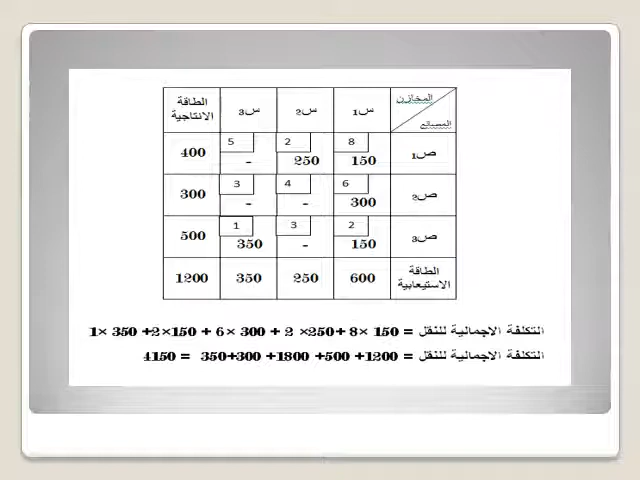 المخازن س1 س2 س3 الطاقة الانتاجية
المصانع
8 2 5
ص1 150 250 - 400
6 4 3
ص2 300 - - 300
2 3 1
ص3 150 - 350 500
الطاقة الاستيعابية 600 250 350 1200
التكلفة الاجمالية للنقل = 150 ×8 +250× 2 + 300 ×6 + 150×2+ 350 ×1
التكلفة الاجمالية للنقل = 1200+ 500+ 1800+ 300+350 = 4150